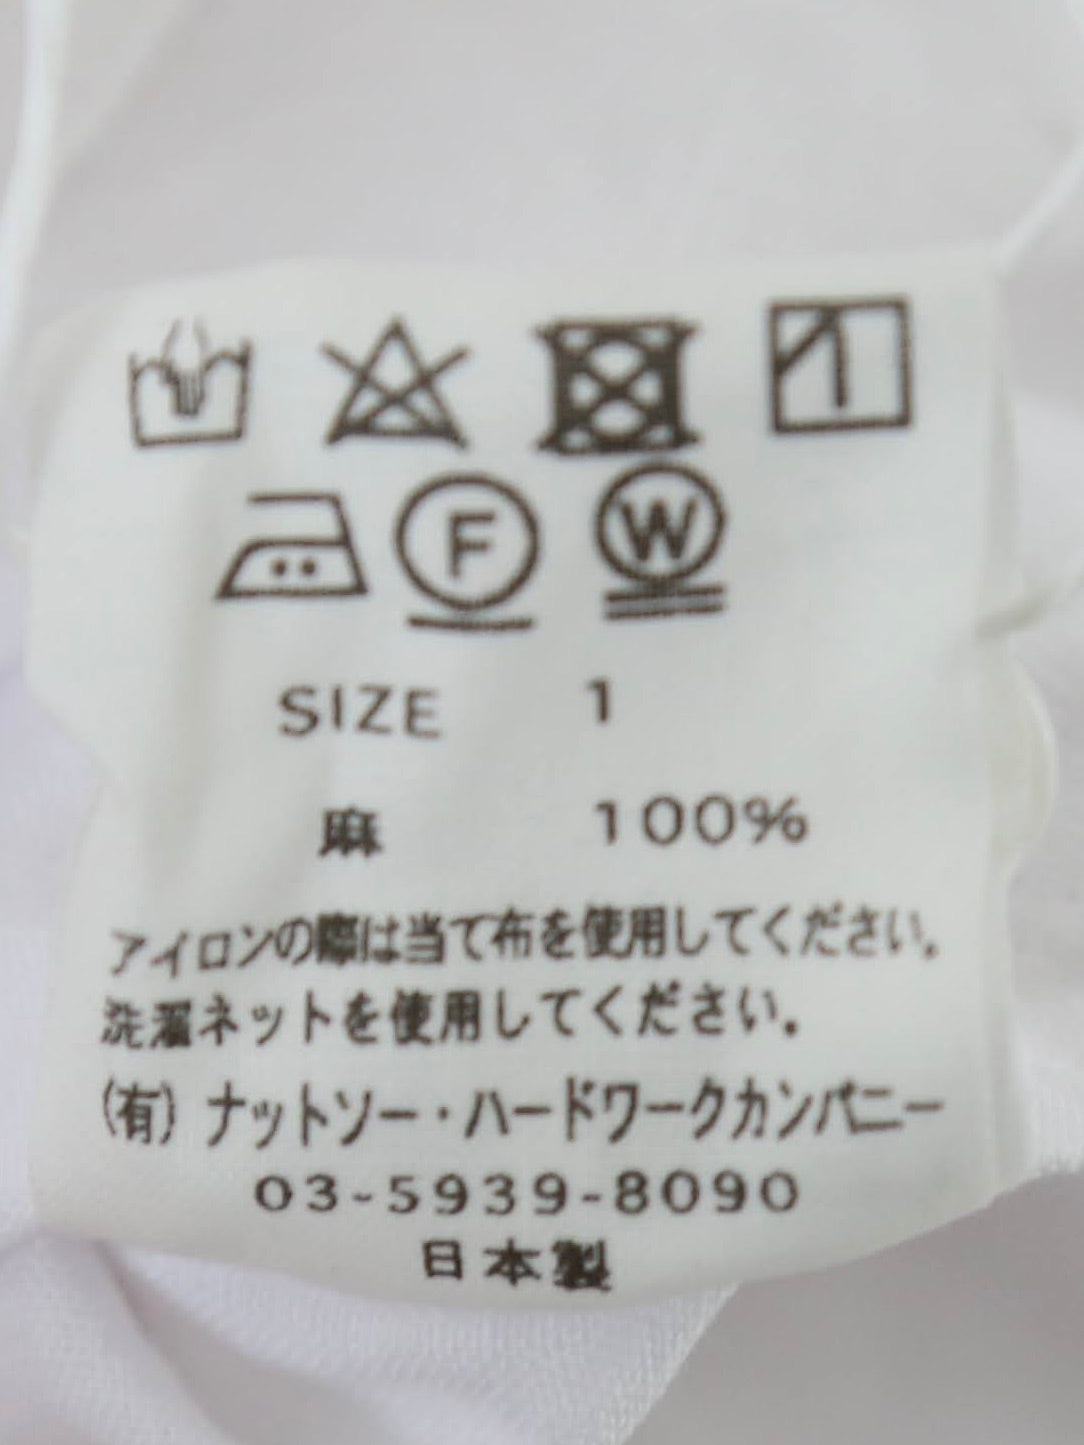 F W
SIZE 1
麻 100%
アイロンの際は当て布を使用してください。
洗濯ネットを使用してください。
(有) ナットソー・ハードワークカンパニー
03-5939-8090
日本製